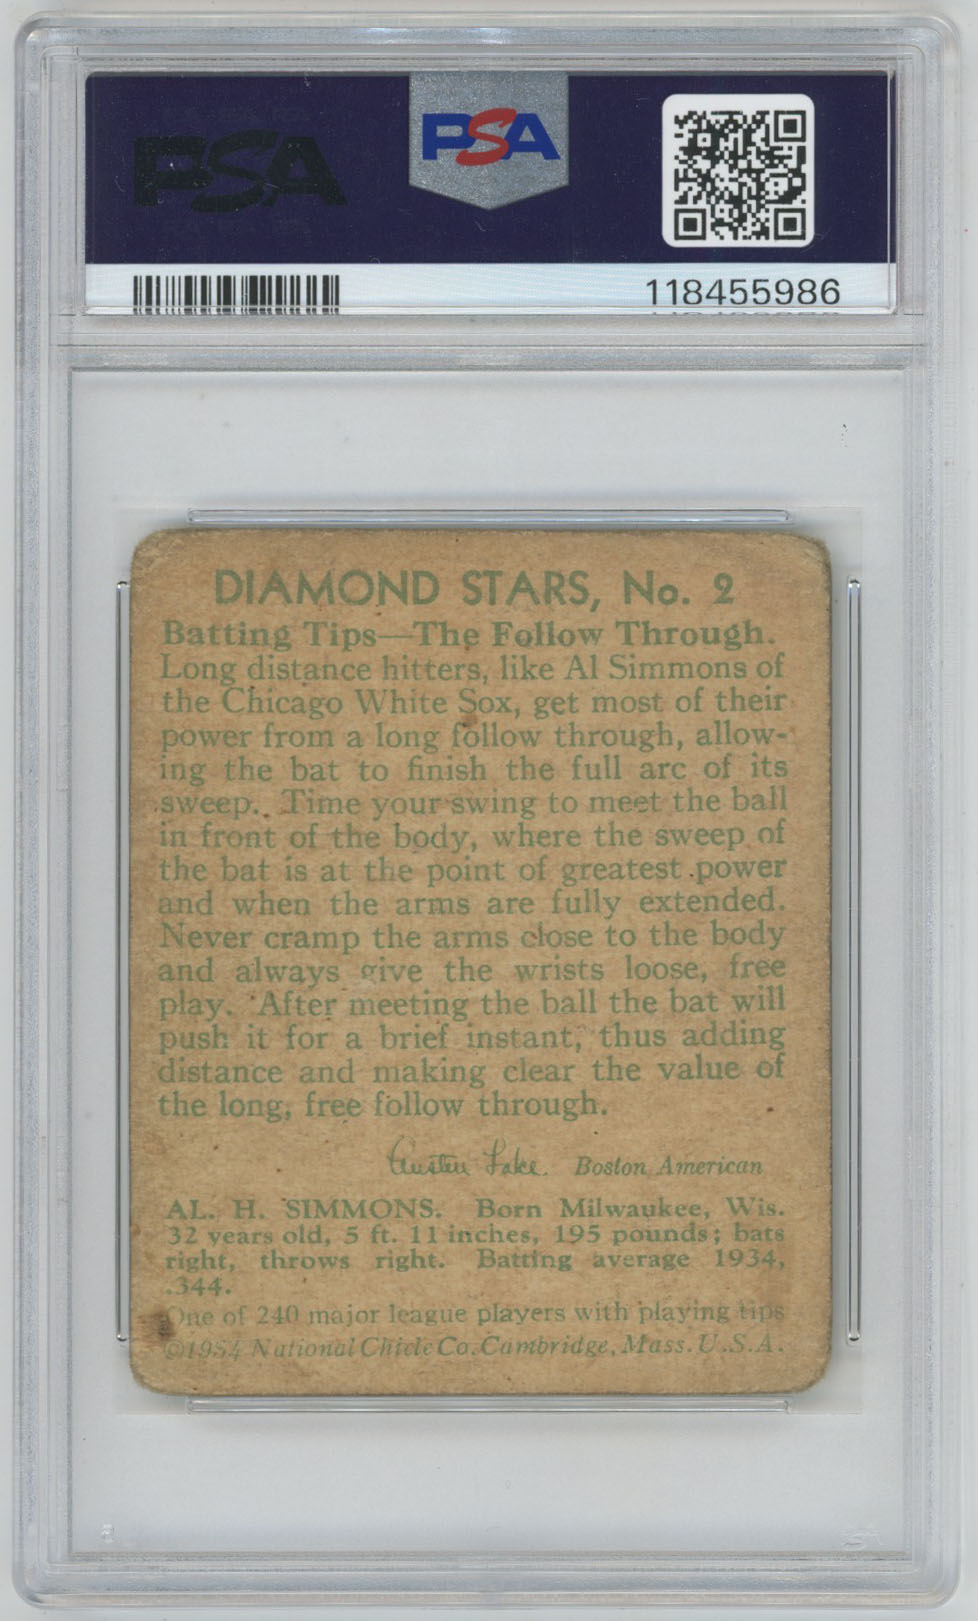 PSA
PSA
118455986
DIAMOND STARS, No. 2
Batting Tips—The Follow Through.
Long distance hitters, like Al Simmons of
the Chicago White Sox, get most of their
power from a long follow through, allow-
ing the bat to finish the full arc of its
sweep. Time your swing to meet the ball
in front of the body, where the sweep of
the bat is at the point of greatest power
and when the arms are fully extended.
Never cramp the arms close to the body
and always give the wrists loose, free
play. After meeting the ball the bat will
push it for a brief instant, thus adding
distance and making clear the value of
the long, free follow through.
Austen Lake. Boston American
AL. H. SIMMONS. Born Milwaukee, Wis.
32 years old, 5 ft. 11 inches, 195 pounds; bats
right, throws right. Batting average 1934,
.344.
One of 240 major league players with playing tips
©1934 National Chicle Co. Cambridge, Mass. U.S.A.